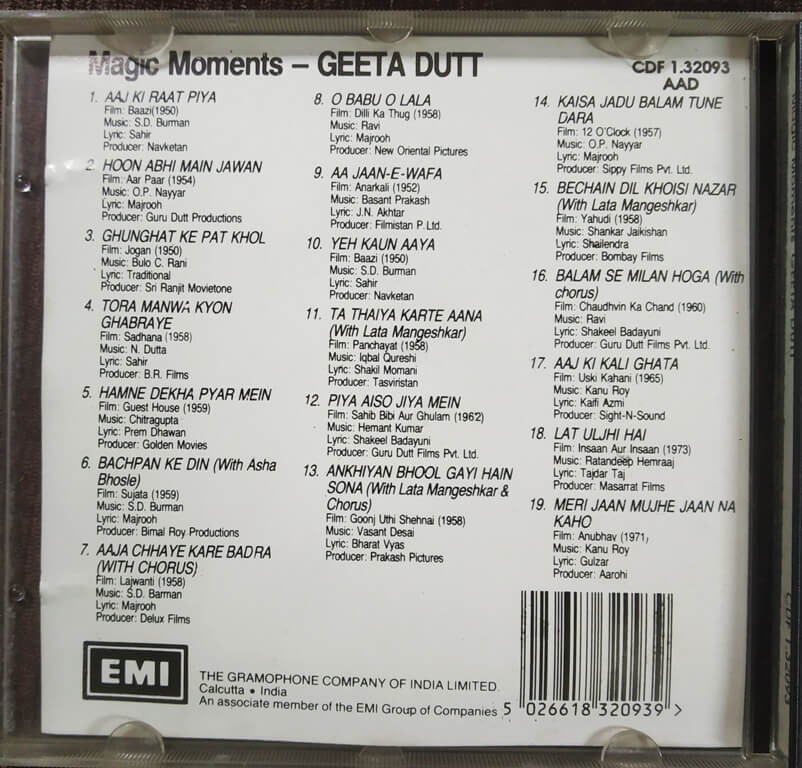 Magic Moments – GEETA DUTT
CDF 1.32093
AAD
1. AAJ KI RAAT PIYA
Film: Baazi(1950)
Music: S.D. Burman
Lyric: Sahir
Producer: Navketan
2. HOON ABHI MAIN JAWAN
Film: Aar Paar (1954)
Music: O.P. Nayyar
Lyric: Majrooh
Producer: Guru Dutt Productions
3. GHUNGHAT KE PAT KHOL
Film: Jogan (1950)
Music: Bulo C. Rani
Lyric: Traditional
Producer: Sri Ranjit Movietone
4. TORA MANWA KYON
GHABRAYE
Film: Sadhana (1958)
Music: N. Dutta
Lyric: Sahir
Producer: B.R. Films
5. HAMNE DEKHA PYAR MEIN
Film: Guest House (1959)
Music: Chitragupta
Lyric: Prem Dhawan
Producer: Golden Movies
6. BACHPAN KE DIN (With Asha
Bhosle)
Film: Sujata (1959)
Music: S.D. Burman
Lyric: Majrooh
Producer: Bimal Roy Productions
7. AAJA CHHAYE KARE BADRA
(WITH CHORUS)
Film: Lajwanti (1958)
Music: S.D. Barman
Lyric: Majrooh
Producer: Delux Films
8. O BABU O LALA
Film: Dilli Ka Thug (1958)
Music: Ravi
Lyric: Majrooh
Producer: New Oriental Pictures
9. AA JAAN-E-WAFA
Film: Anarkali (1952)
Music: Basant Prakash
Lyric: J.N. Akhtar
Producer: Filmistan P.Ltd.
10. YEH KAUN AAYA
Film: Baazi (1950)
Music: S.D. Burman
Lyric: Sahir
Producer: Navketan
11. TA THAIYA KARTE AANA
(With Lata Mangeshkar)
Film: Panchayat (1958)
Music: Iqbal Qureshi
Lyric: Shakil Momani
Producer: Tasviristan
12. PIYA AISO JIYA MEIN
Film: Sahib Bibi Aur Ghulam (1962)
Music: Hemant Kumar
Lyric: Shakeel Badayuni
Producer: Guru Dutt Films Pvt. Ltd.
13. ANKHIYAN BHOOL GAYI HAIN
SONA (With Lata Mangeshkar &
Chorus)
Film: Goonj Uthi Shehnai (1958)
Music: Vasant Desai
Lyric: Bharat Vyas
Producer: Prakash Pictures
14. KAISA JADU BALAM TUNE
DARA
Film: 12 O'Clock (1957)
Music: O.P. Nayyar
Lyric: Majrooh
Producer: Sippy Films Pvt. Ltd.
15. BECHAIN DIL KHOISI NAZAR
(With Lata Mangeshkar)
Film: Yahudi (1958)
Music: Shankar Jaikishan
Lyric: Shailendra
Producer: Bombay Films
16. BALAM SE MILAN HOGA (With
chorus)
Film: Chaudhvin Ka Chand (1960)
Music: Ravi
Lyric: Shakeel Badayuni
Producer: Guru Dutt Films Pvt. Ltd.
17. AAJ KI KALI GHATA
Film: Uski Kahani (1965)
Music: Kanu Roy
Lyric: Kaifi Azmi
Producer: Sight-N-Sound
18. LAT ULJHI HAI
Film: Insaan Aur Insaan (1973)
Music: Ratandeep Hemraaj
Lyric: Tajdar Taj
Producer: Masarrat Films
19. MERI JAAN MUJHE JAAN NA
KAHO
Film: Anubhav (1971)
Music: Kanu Roy
Lyric: Gulzar
Producer: Aarohi
EMI
THE GRAMOPHONE COMPANY OF INDIA LIMITED
Calcutta • India
An associate member of the EMI Group of Companies
5 026618 320939 >
Magic Moments Geeta Dutt
CDF 1.32093